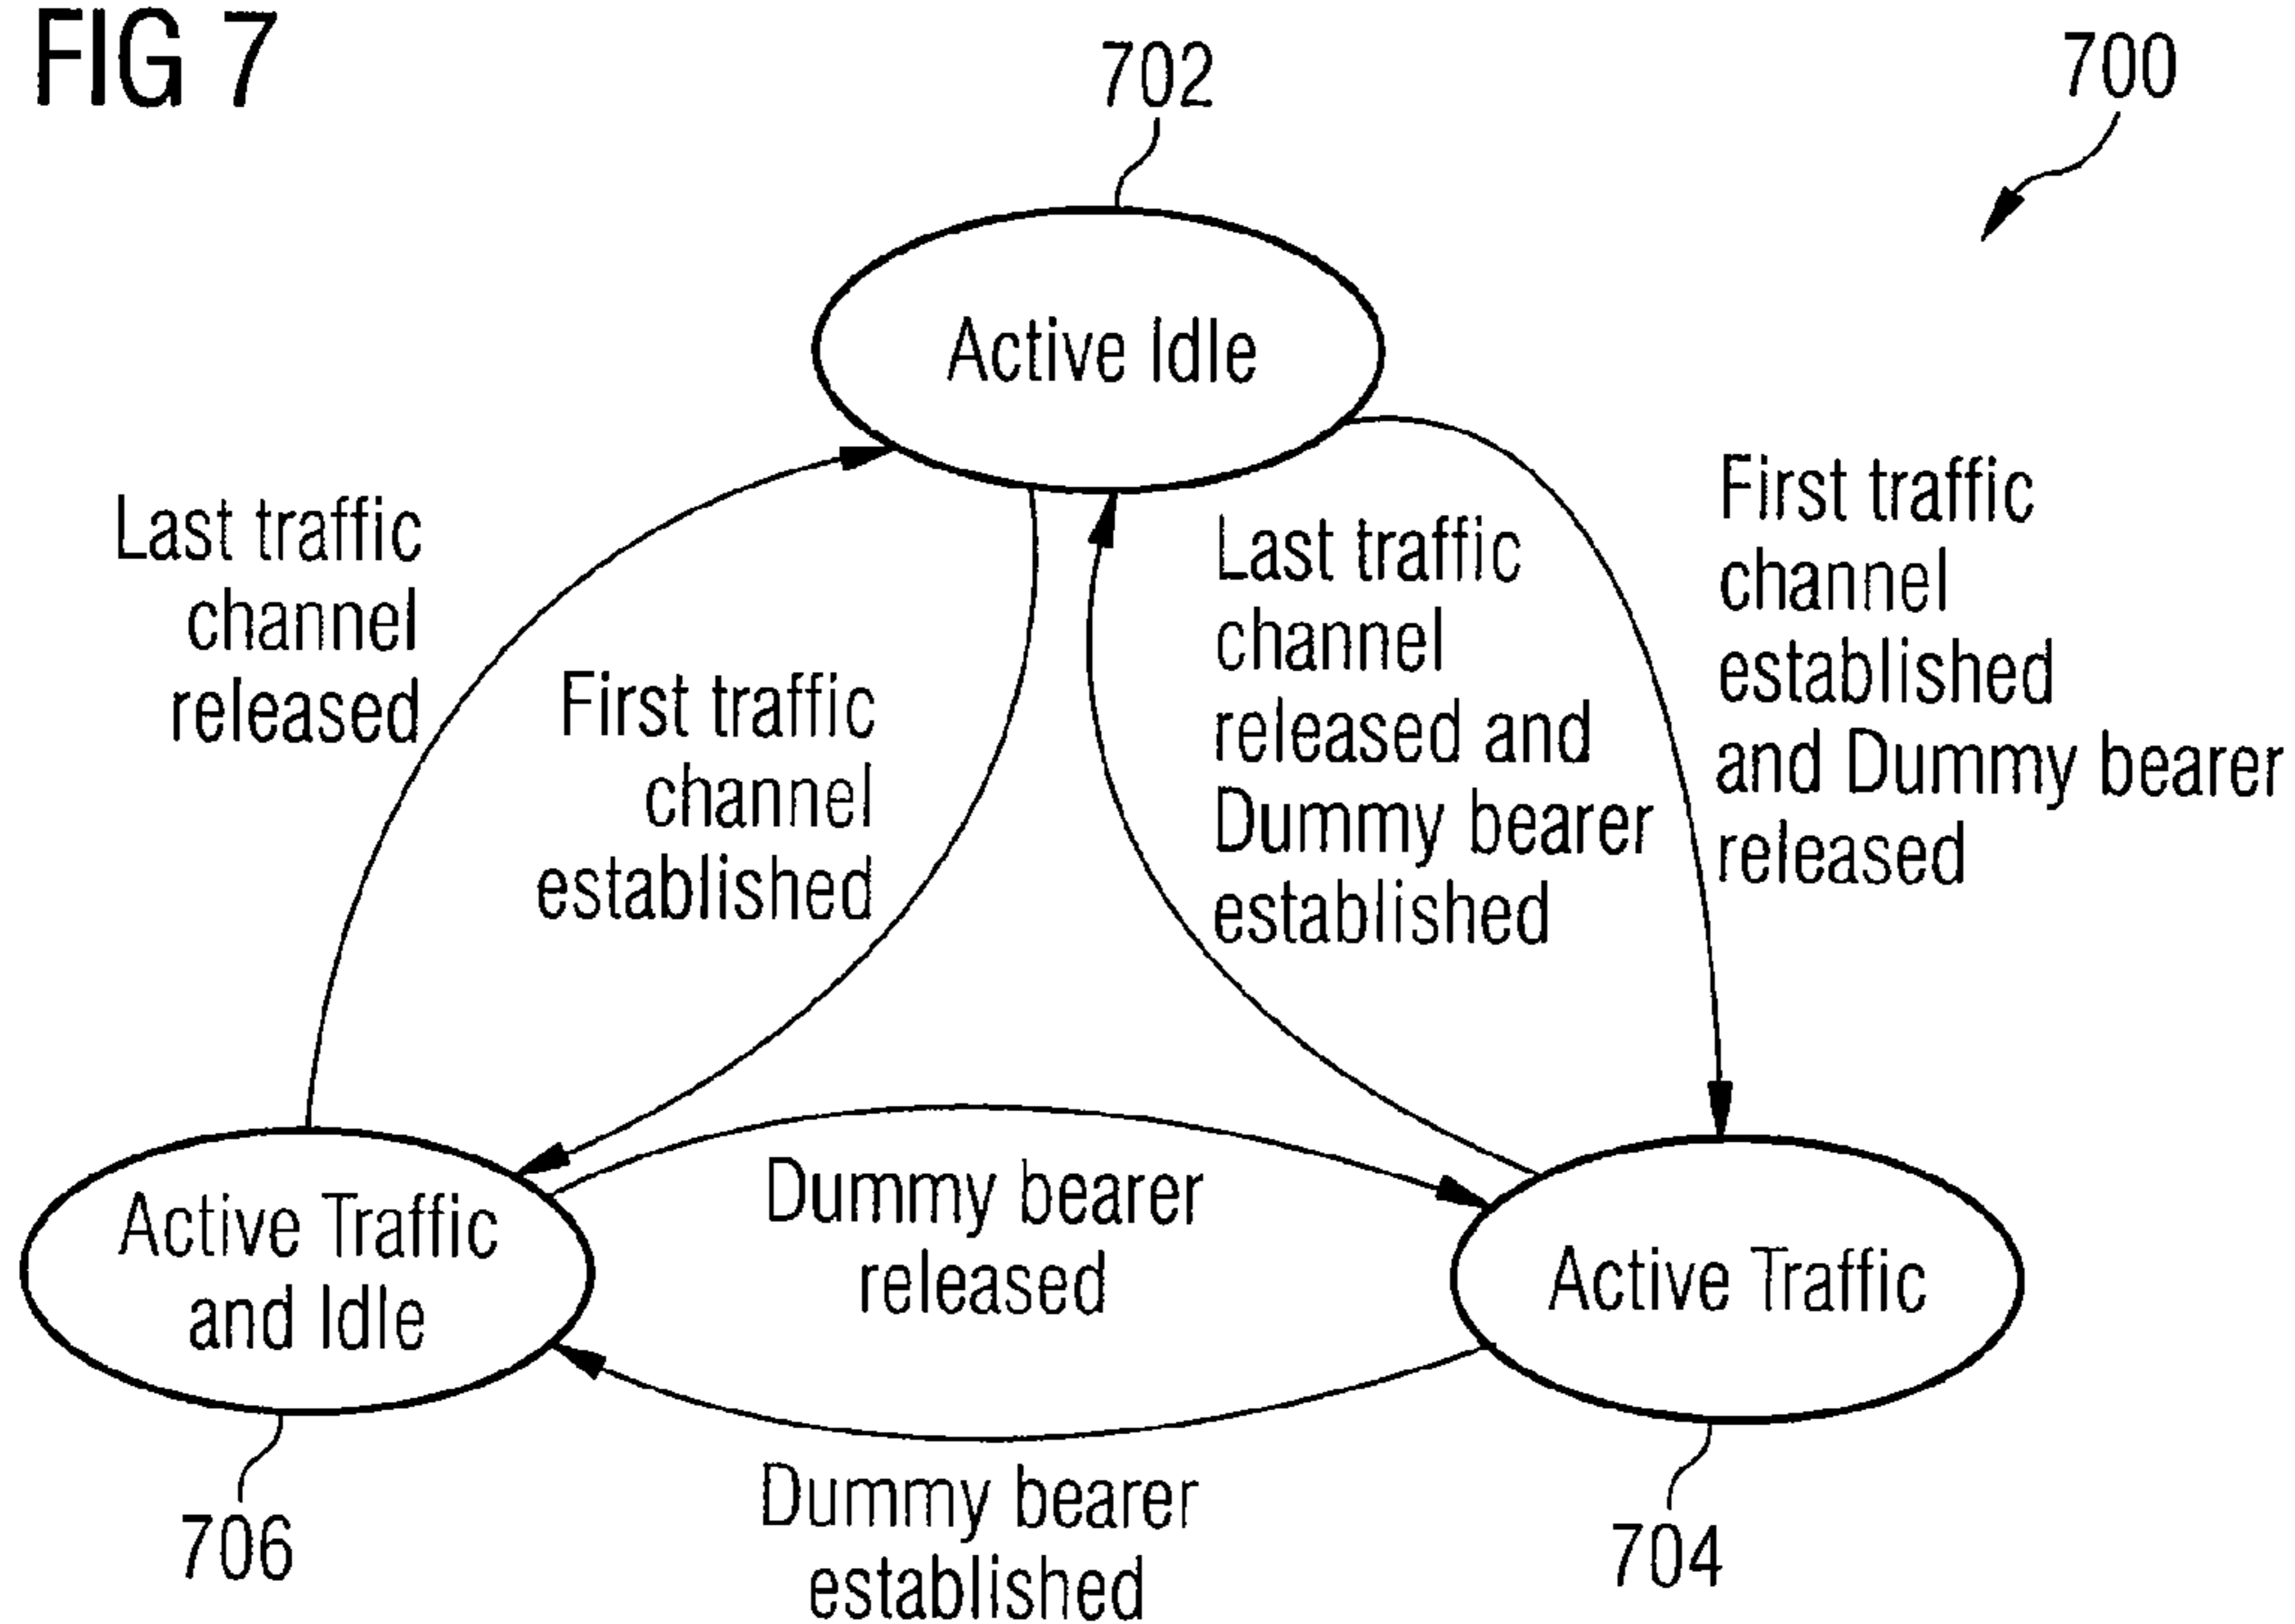 FIG 7
702
700
Active Idle
Last traffic
channel
released
First traffic
channel
established
Last traffic
channel
released and
Dummy bearer
established
First traffic
channel
established
and Dummy bearer
released
Active Traffic
and Idle
Dummy bearer
released
Active Traffic
Dummy bearer
established
706
704